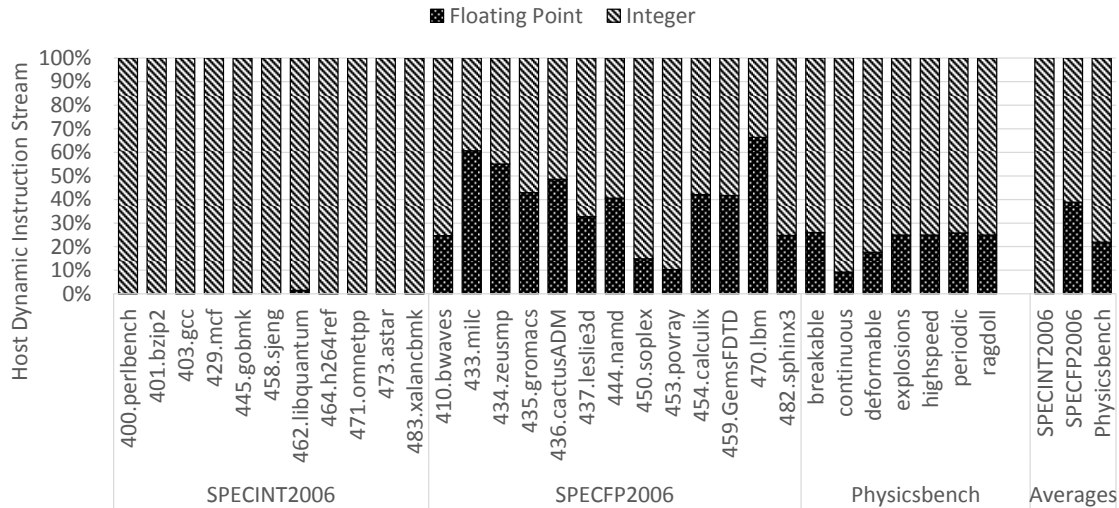 Floating Point Integer
Host Dynamic Instruction Stream
100%
90%
80%
70%
60%
50%
40%
30%
20%
10%
0%
400.perlbench
401.bzip2
403.gcc
429.mcf
445.gobmk
458.sjeng
462.libquantum
464.h264ref
471.omnetpp
473.astar
483.xalancbmk
410.bwaves
433.milc
434.zeusmp
435.gromacs
436.cactusADM
437.leslie3d
444.namd
450.soplex
453.povray
454.calculix
459.GemsFDTD
470.lbm
482.sphinx3
breakable
continuous
deformable
explosions
highspeed
periodic
ragdoll
SPECINT2006
SPECFP2006
Physicsbench
SPECINT2006 SPECFP2006 Physicsbench Averages